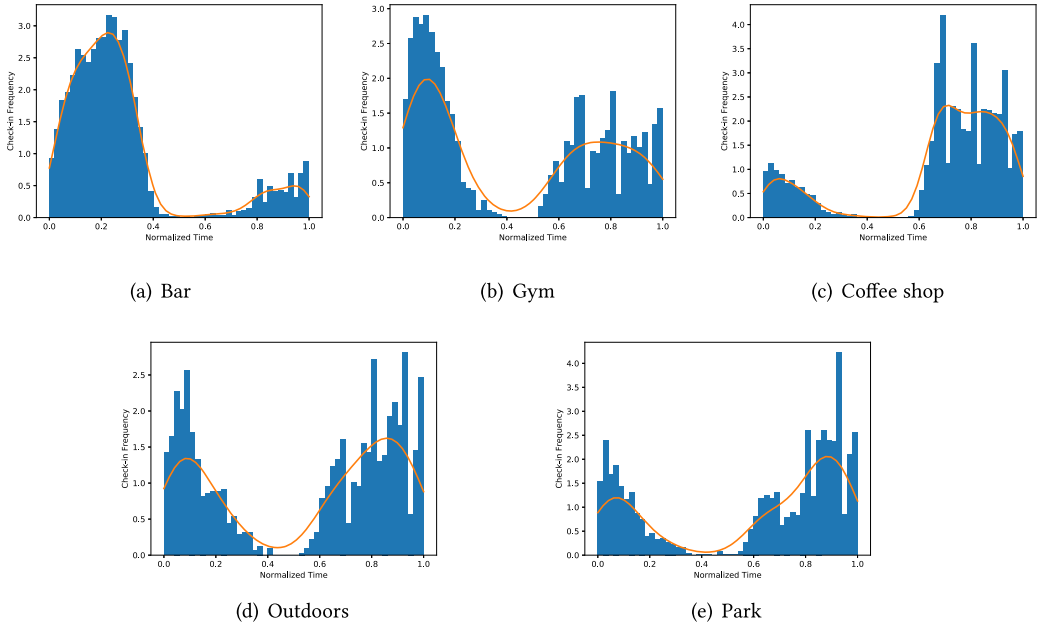 3.0
2.5
2.0
1.5
1.0
0.5
0.0
Check-in Frequency
0.0 0.2 0.4 0.6 0.8 1.0
Normalized Time
(a) Bar
3.0
2.5
2.0
1.5
1.0
0.5
0.0
Check-in Frequency
0.0 0.2 0.4 0.6 0.8 1.0
Normalized Time
(b) Gym
4.0
3.5
3.0
2.5
2.0
1.5
1.0
0.5
0.0
Check-in Frequency
0.0 0.2 0.4 0.6 0.8 1.0
Normalized Time
(c) Coffee shop
2.5
2.0
1.5
1.0
0.5
0.0
Check-in Frequency
0.0 0.2 0.4 0.6 0.8 1.0
Normalized Time
(d) Outdoors
4.0
3.5
3.0
2.5
2.0
1.5
1.0
0.5
0.0
Check-in Frequency
0.0 0.2 0.4 0.6 0.8 1.0
Normalized Time
(e) Park